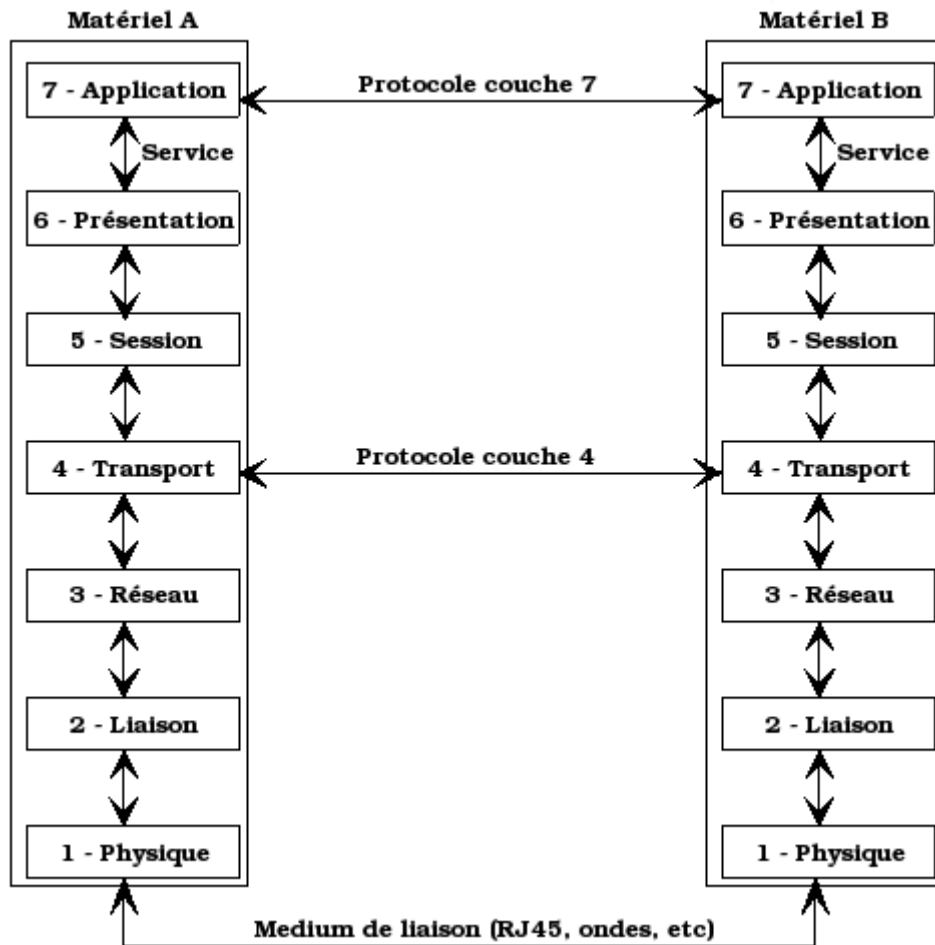 Matériel A
Matériel B
7 - Application
Protocole couche 7
7 - Application
Service
Service
6 - Présentation
6 - Présentation
5 - Session
5 - Session
4 - Transport
Protocole couche 4
4 - Transport
3 - Réseau
3 - Réseau
2 - Liaison
2 - Liaison
1 - Physique
1 - Physique
Medium de liaison (RJ45, ondes, etc)